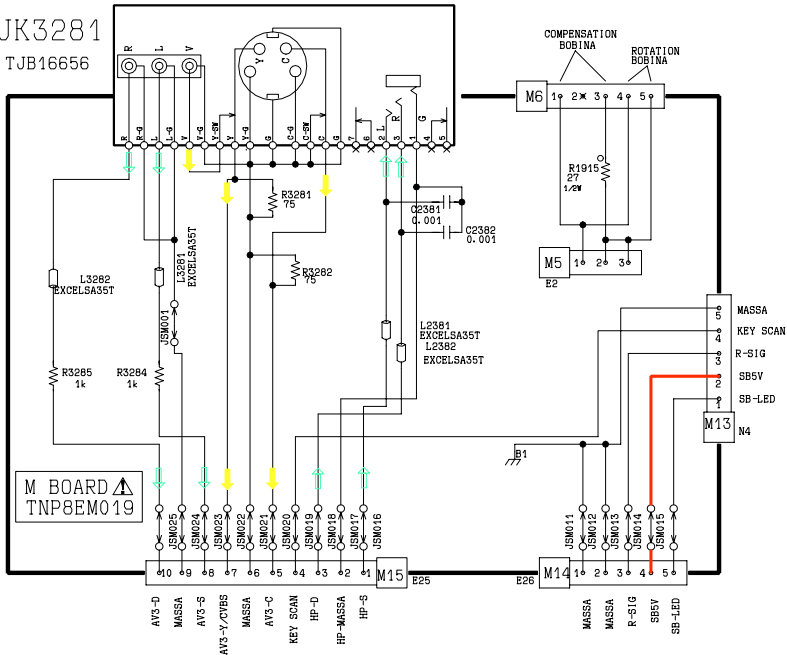 JK3281
TJB16656
R
L
V
Y
C
R
R-G
L
L-G
V
V-G
Y-SW
Y
Y-G
G
C-G
C-SW
C
G
7
6
2 L
3 R
1 G
4
5
COMPENSATION
BOBINA
ROTATION
BOBINA
M6
1 2 3 4 5
R1915
27
1/2W
M5
1 2 3
E2
R3281
75
R3282
75
C2381
0.001
C2382
0.001
L3282
EXCELSA35T
L3281
EXCELSA35T
JSM001
L2381
EXCELSA35T
L2382
EXCELSA35T
R3285
1k
R3284
1k
5 MASSA
4 KEY SCAN
3 R-SIG
2 SB5V
1 SB-LED
M13
N4
B1
M BOARD
TNP8EM019
JSM025
JSM024
JSM023
JSM022
JSM021
JSM020
JSM019
JSM018
JSM017
JSM016
JSM011
JSM012
JSM013
JSM014
JSM015
10 9 8 7 6 5 4 3 2 1
M15
E25
E26
M14
1 2 3 4 5
AV3-D
MASSA
AV3-S
AV3-Y/CVBS
MASSA
AV3-C
KEY SCAN
HP-D
HP-MASSA
HP-S
MASSA
MASSA
R-SIG
SB5V
SB-LED